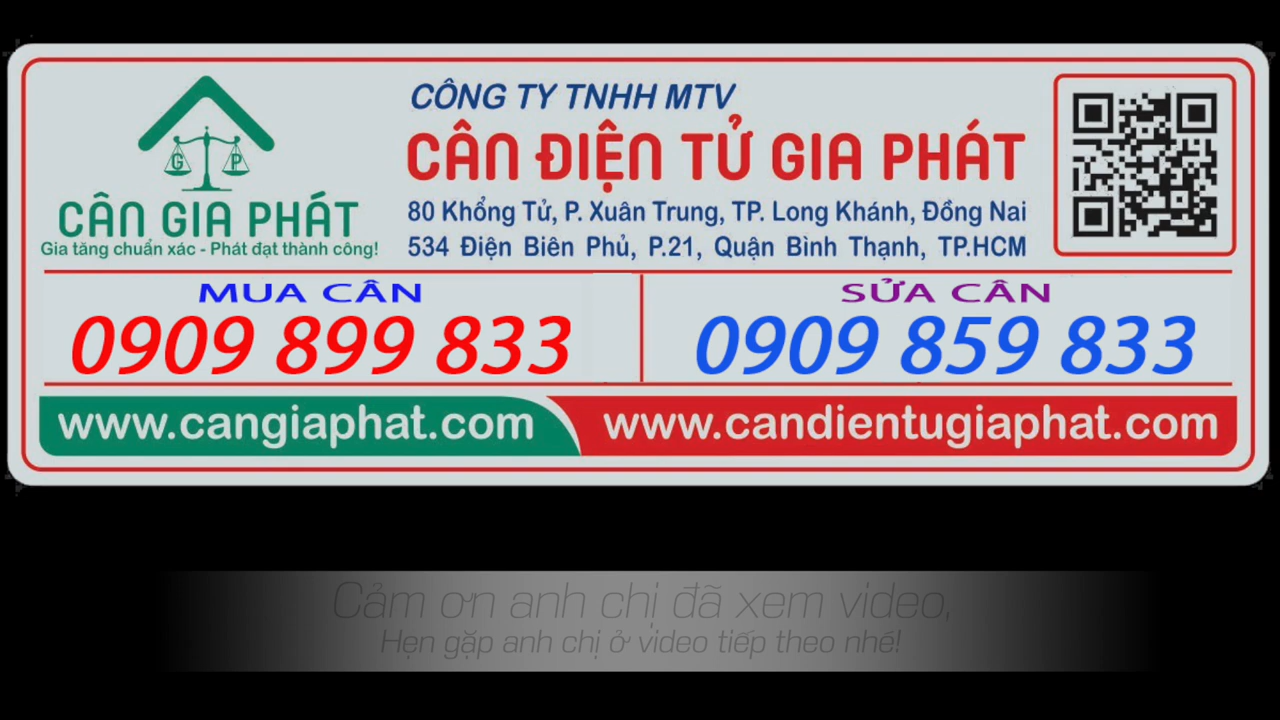 G P
CÂN GIA PHÁT
Gia tăng chuẩn xác - Phát đạt thành công!
CÔNG TY TNHH MTV
CÂN ĐIỆN TỬ GIA PHÁT
80 Khổng Tử, P. Xuân Trung, TP. Long Khánh, Đồng Nai
534 Điện Biên Phủ, P.21, Quận Bình Thạnh, TP.HCM
MUA CÂN
0909 899 833
SỬA CÂN
0909 859 833
www.cangiaphat.com
www.candientugiaphat.com
Cảm ơn anh chị đã xem video,
Hẹn gặp anh chị ở video tiếp theo nhé!